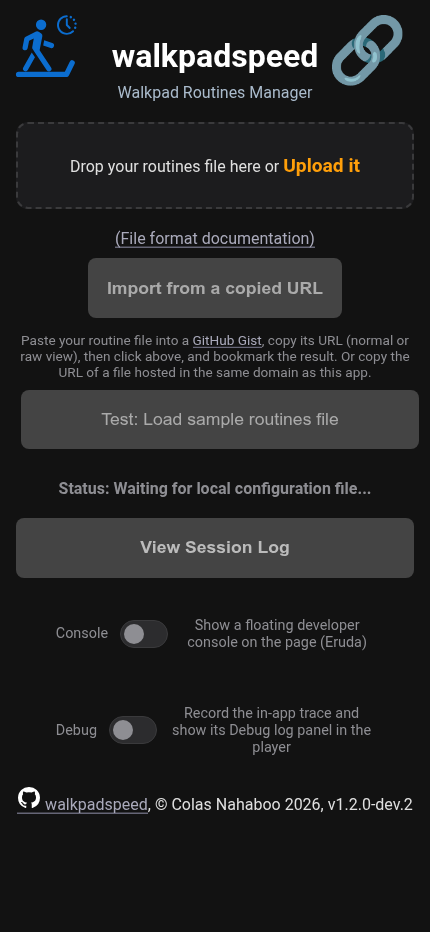 walkpadspeed
Walkpad Routines Manager
Drop your routines file here or Upload it
(File format documentation)
Import from a copied URL
Paste your routine file into a GitHub Gist, copy its URL (normal or
raw view), then click above, and bookmark the result. Or copy the
URL of a file hosted in the same domain as this app.
Test: Load sample routines file
Status: Waiting for local configuration file...
View Session Log
Console
Show a floating developer
console on the page (Eruda)
Debug
Record the in-app trace and
show its Debug log panel in the
player
walkpadspeed, © Colas Nahaboo 2026, v1.2.0-dev.2